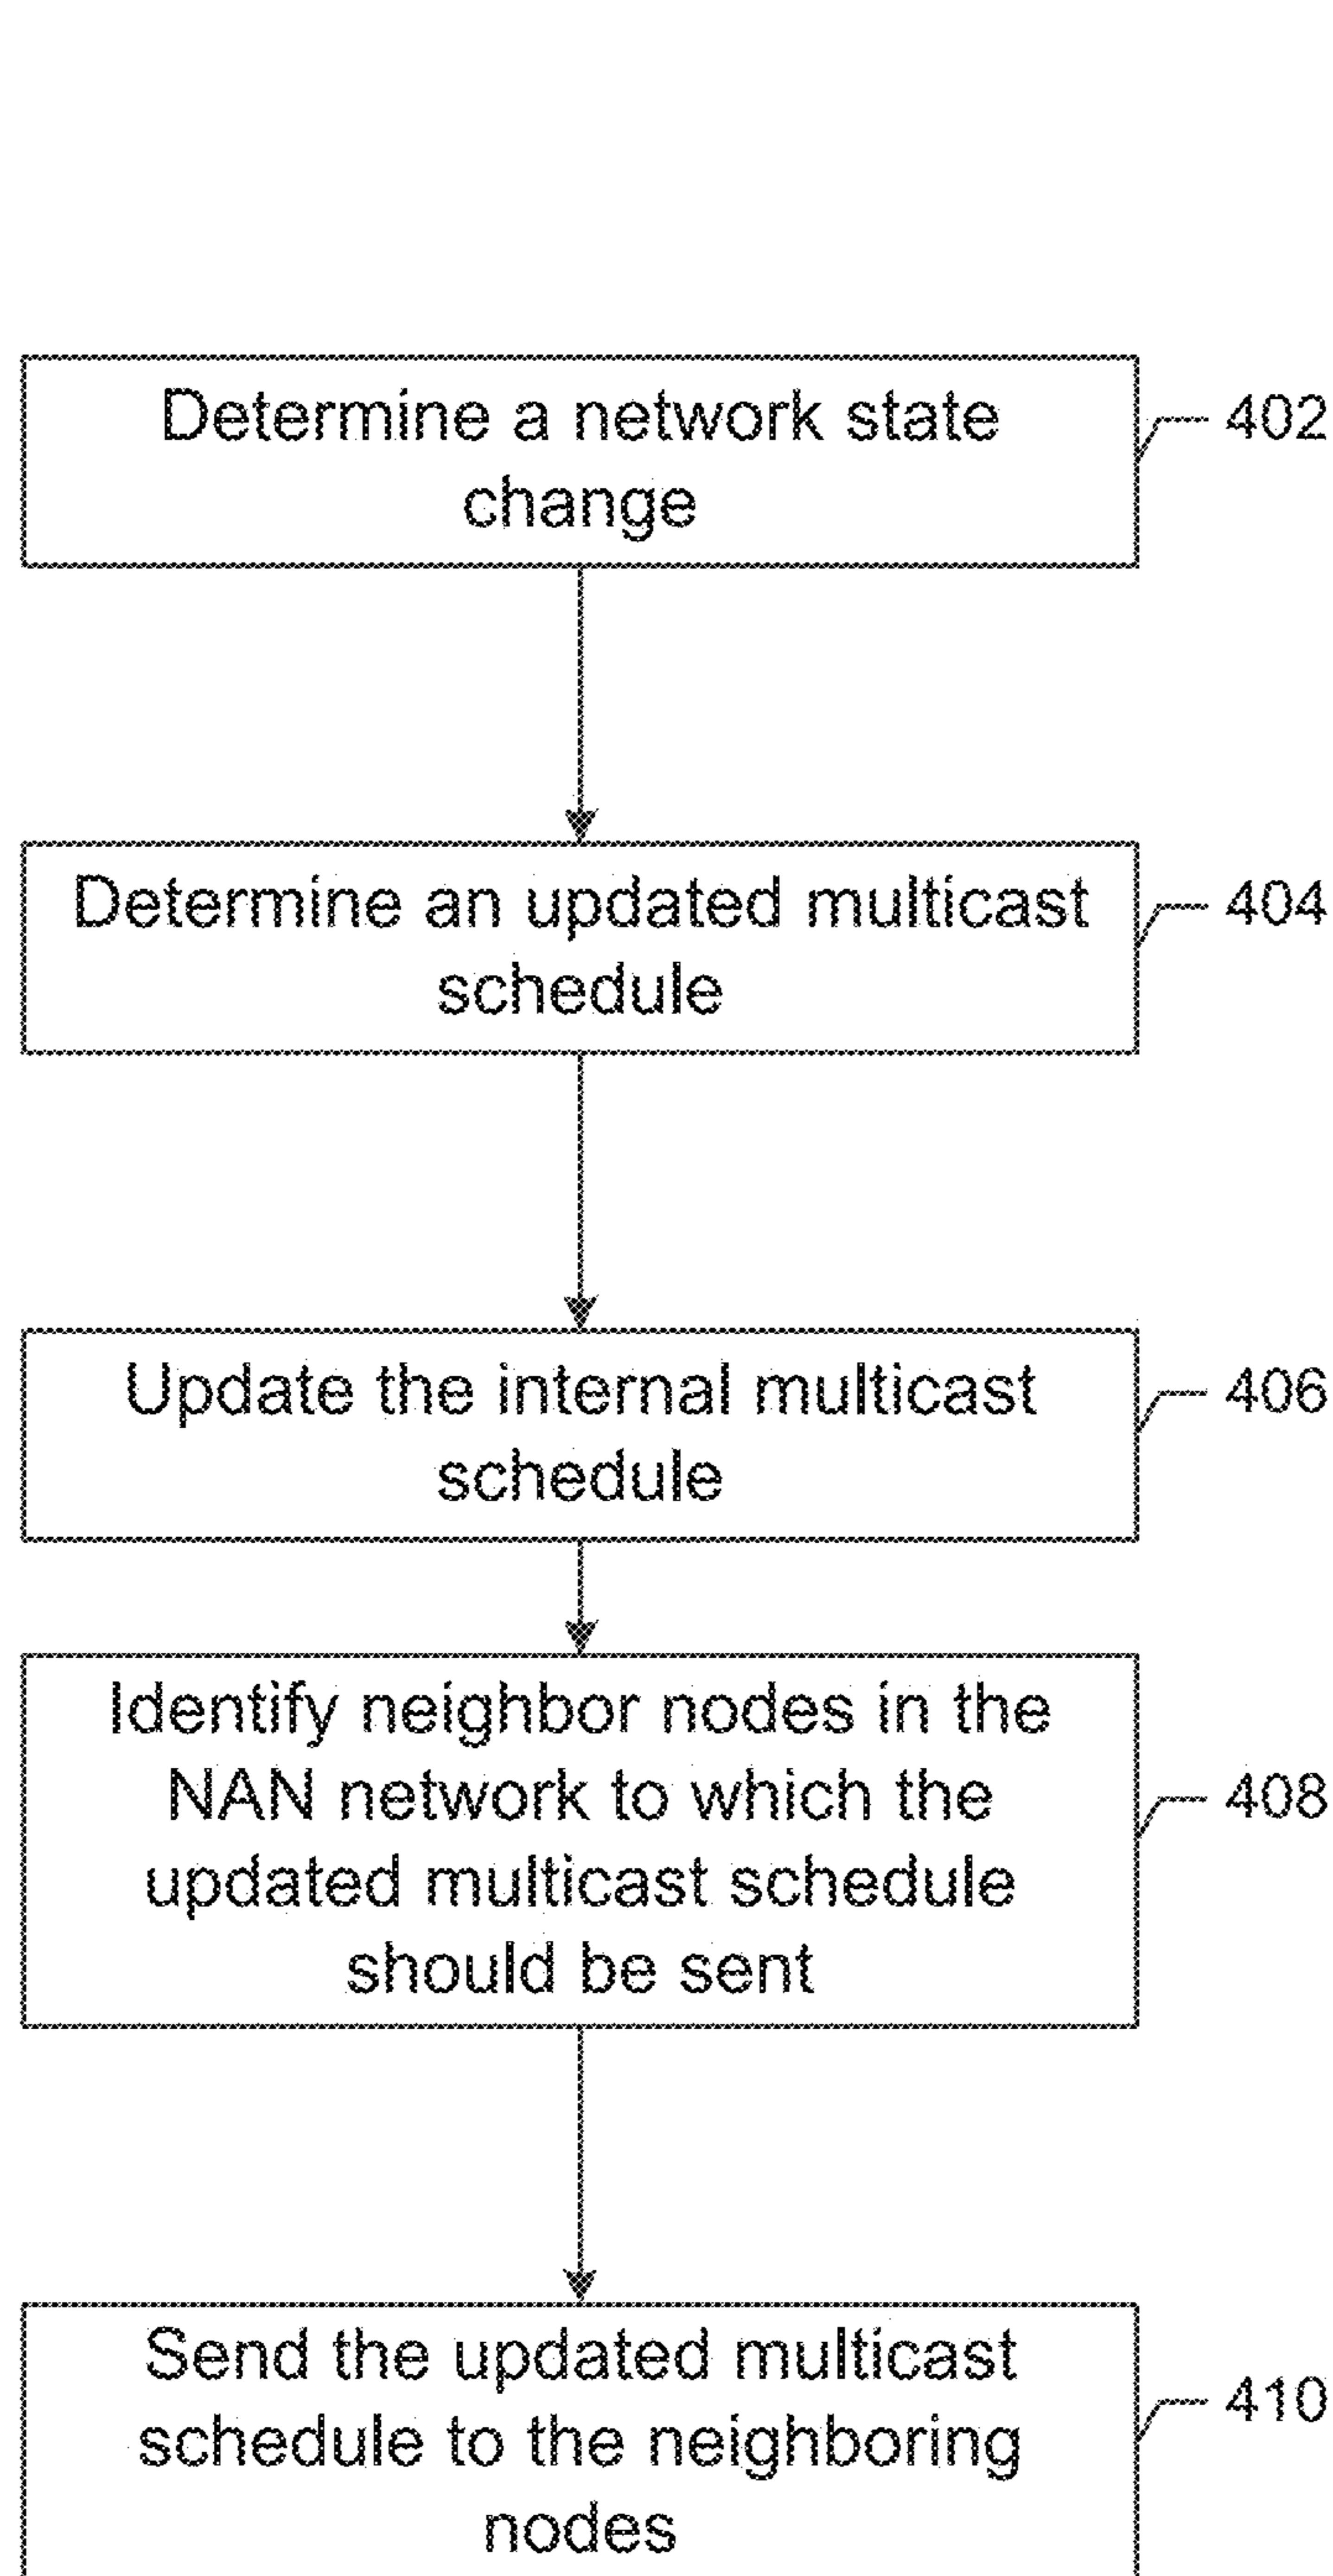 Determine a network state
change
402
Determine an updated multicast
schedule
404
Update the internal multicast
schedule
406
Identify neighbor nodes in the
NAN network to which the
updated multicast schedule
should be sent
408
Send the updated multicast
schedule to the neighboring
nodes
410